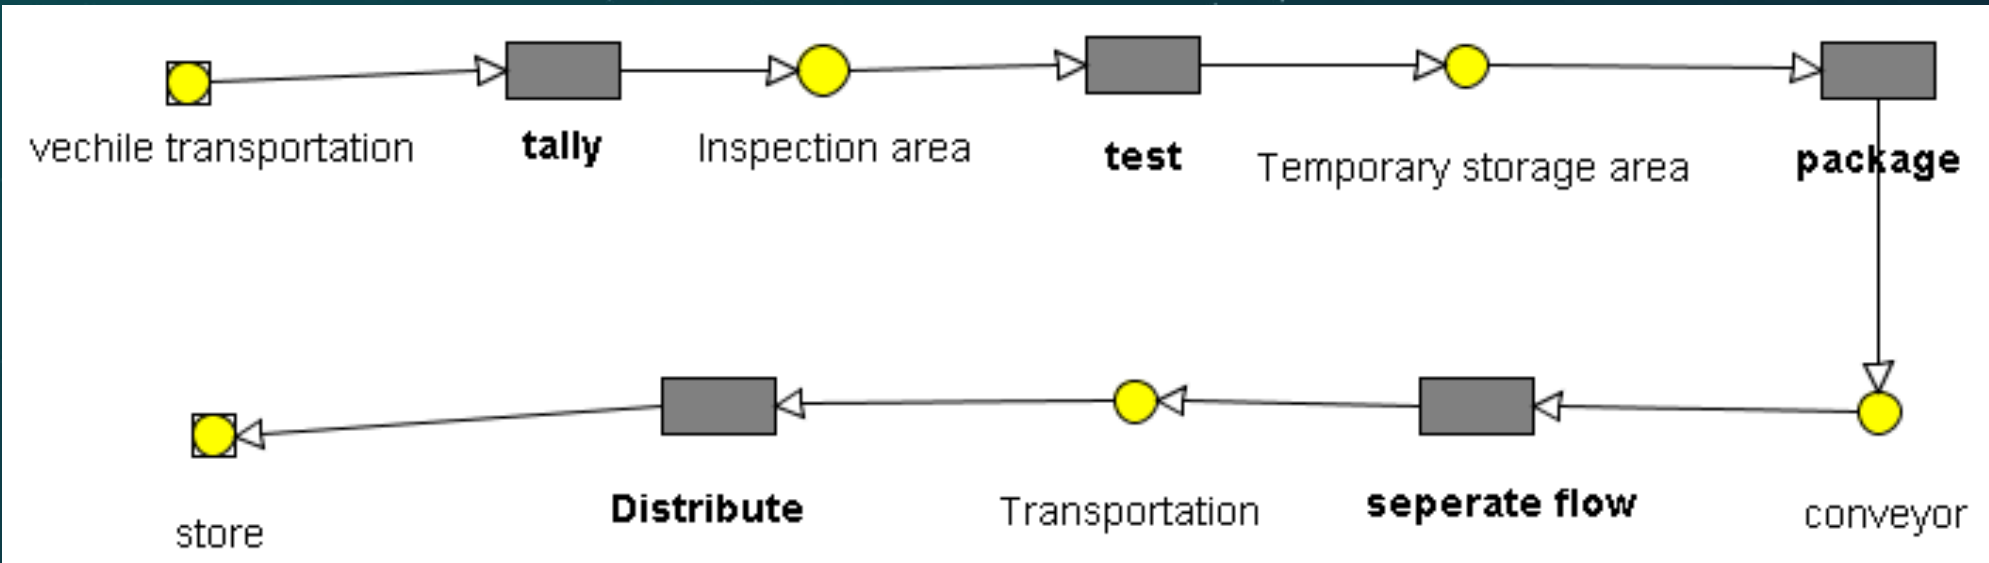 vechile transportation
tally
Inspection area
test
Temporary storage area
package
store
Distribute
Transportation
seperate flow
conveyor